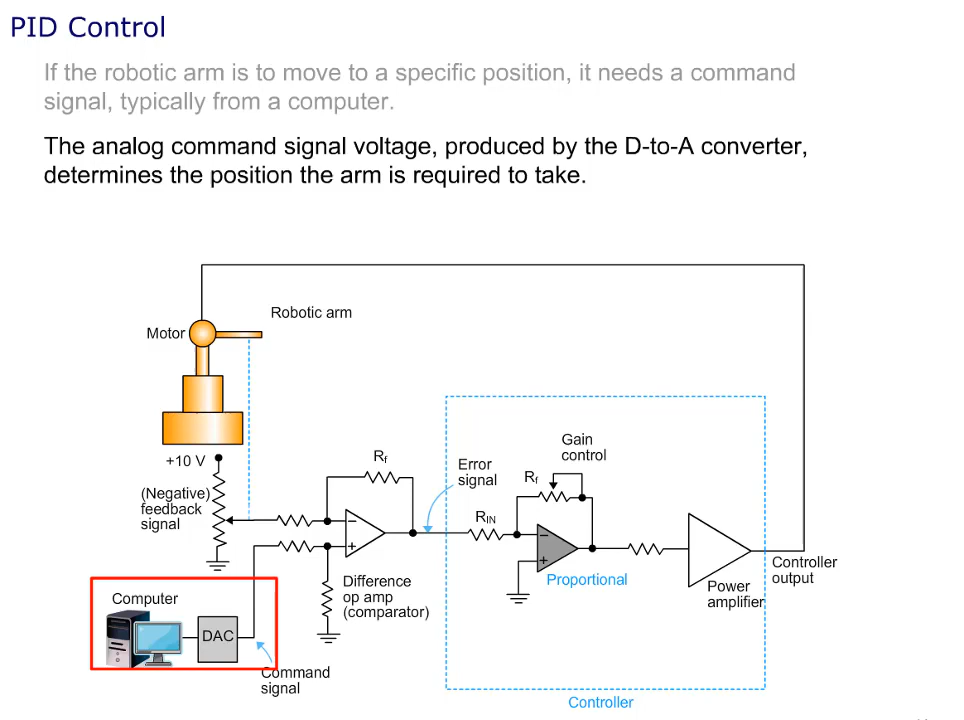 PID Control
If the robotic arm is to move to a specific position, it needs a command
signal, typically from a computer.
The analog command signal voltage, produced by the D-to-A converter,
determines the position the arm is required to take.
Robotic arm
Motor
+10 V
(Negative)
feedback
signal
Rf
−
+
Difference
op amp
(comparator)
Error
signal
RIN
Rf
Gain
control
−
+
Proportional
Power
amplifier
Controller
output
Computer
DAC
Command
signal
Controller